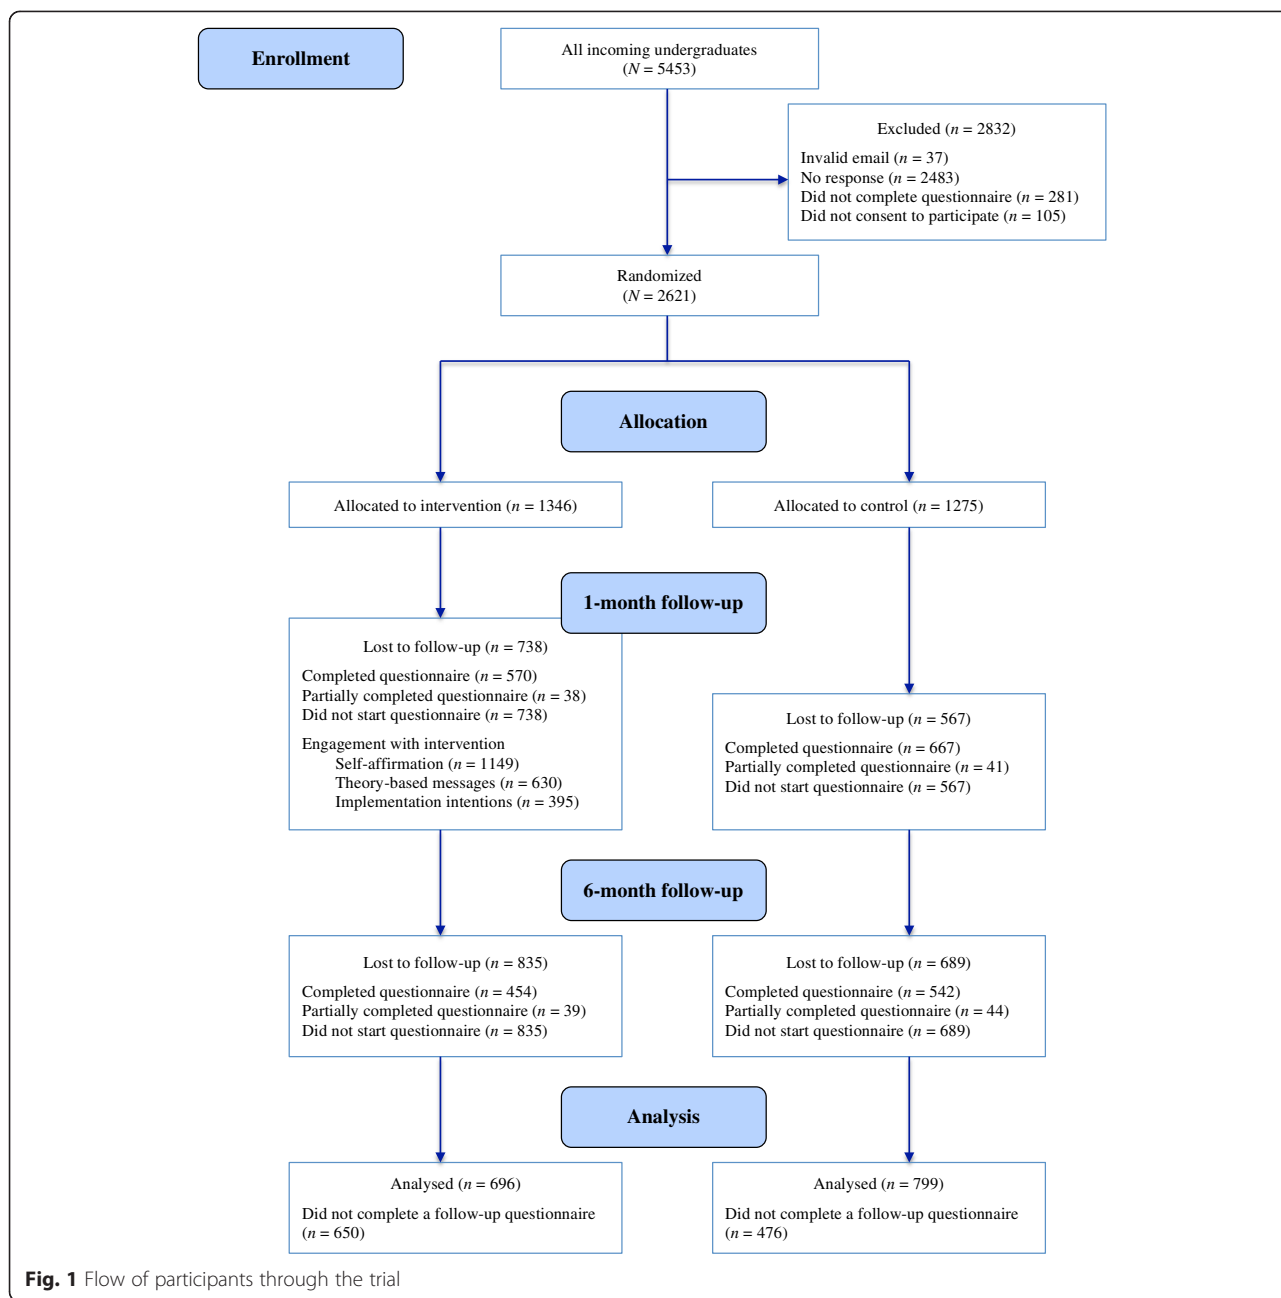 Enrollment
All incoming undergraduates
(N = 5453)
Excluded (n = 2832)
Invalid email (n = 37)
No response (n = 2483)
Did not complete questionnaire (n = 281)
Did not consent to participate (n = 105)
Randomized
(N = 2621)
Allocation
Allocated to intervention (n = 1346)
Allocated to control (n = 1275)
1-month follow-up
Lost to follow-up (n = 738)
Completed questionnaire (n = 570)
Partially completed questionnaire (n = 38)
Did not start questionnaire (n = 738)
Engagement with intervention
Self-affirmation (n = 1149)
Theory-based messages (n = 630)
Implementation intentions (n = 395)
Lost to follow-up (n = 567)
Completed questionnaire (n = 667)
Partially completed questionnaire (n = 41)
Did not start questionnaire (n = 567)
6-month follow-up
Lost to follow-up (n = 835)
Completed questionnaire (n = 454)
Partially completed questionnaire (n = 39)
Did not start questionnaire (n = 835)
Lost to follow-up (n = 689)
Completed questionnaire (n = 542)
Partially completed questionnaire (n = 44)
Did not start questionnaire (n = 689)
Analysis
Analysed (n = 696)
Did not complete a follow-up questionnaire
(n = 650)
Analysed (n = 799)
Did not complete a follow-up questionnaire
(n = 476)
Fig. 1 Flow of participants through the trial